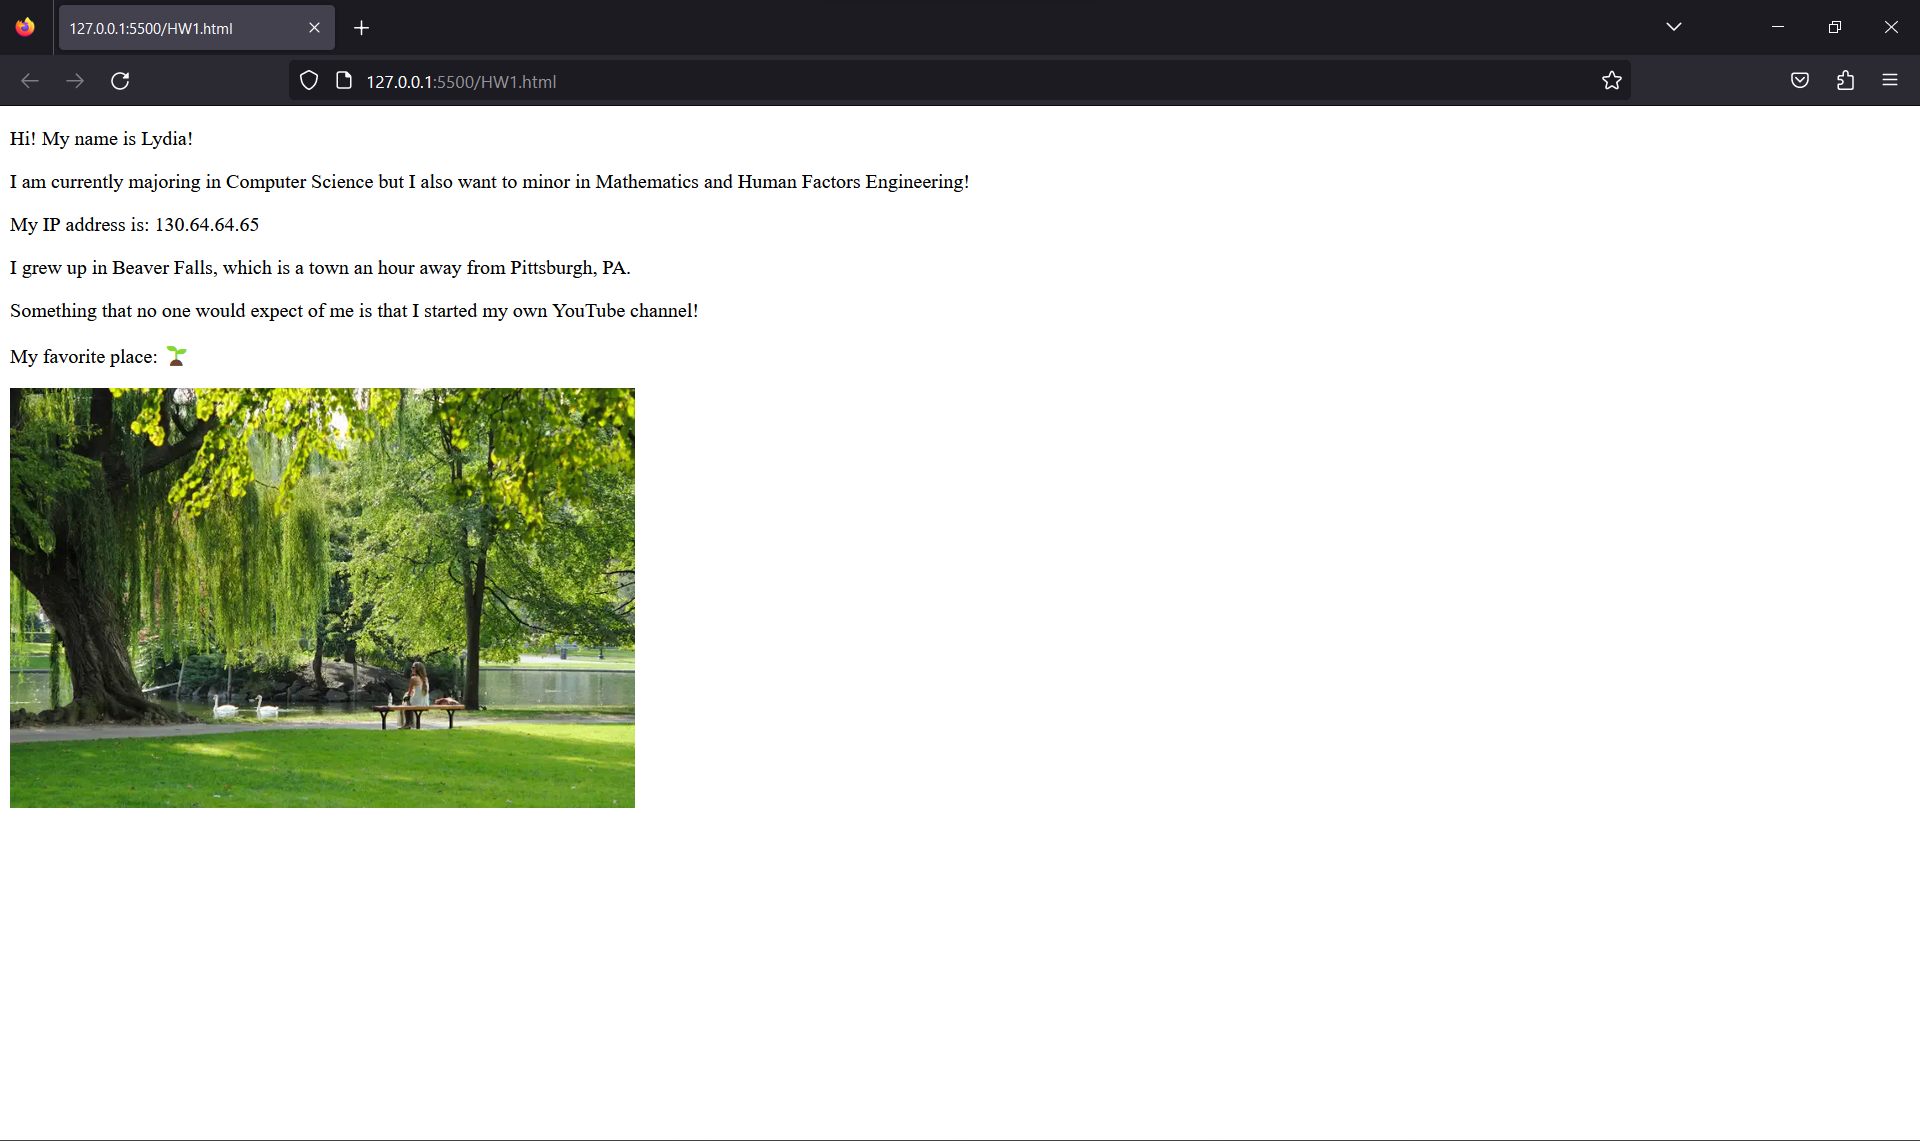 127.0.0.1:5500/HW1.html
127.0.0.1:5500/HW1.html
Hi! My name is Lydia!
I am currently majoring in Computer Science but I also want to minor in Mathematics and Human Factors Engineering!
My IP address is: 130.64.64.65
I grew up in Beaver Falls, which is a town an hour away from Pittsburgh, PA.
Something that no one would expect of me is that I started my own YouTube channel!
My favorite place: 🌱